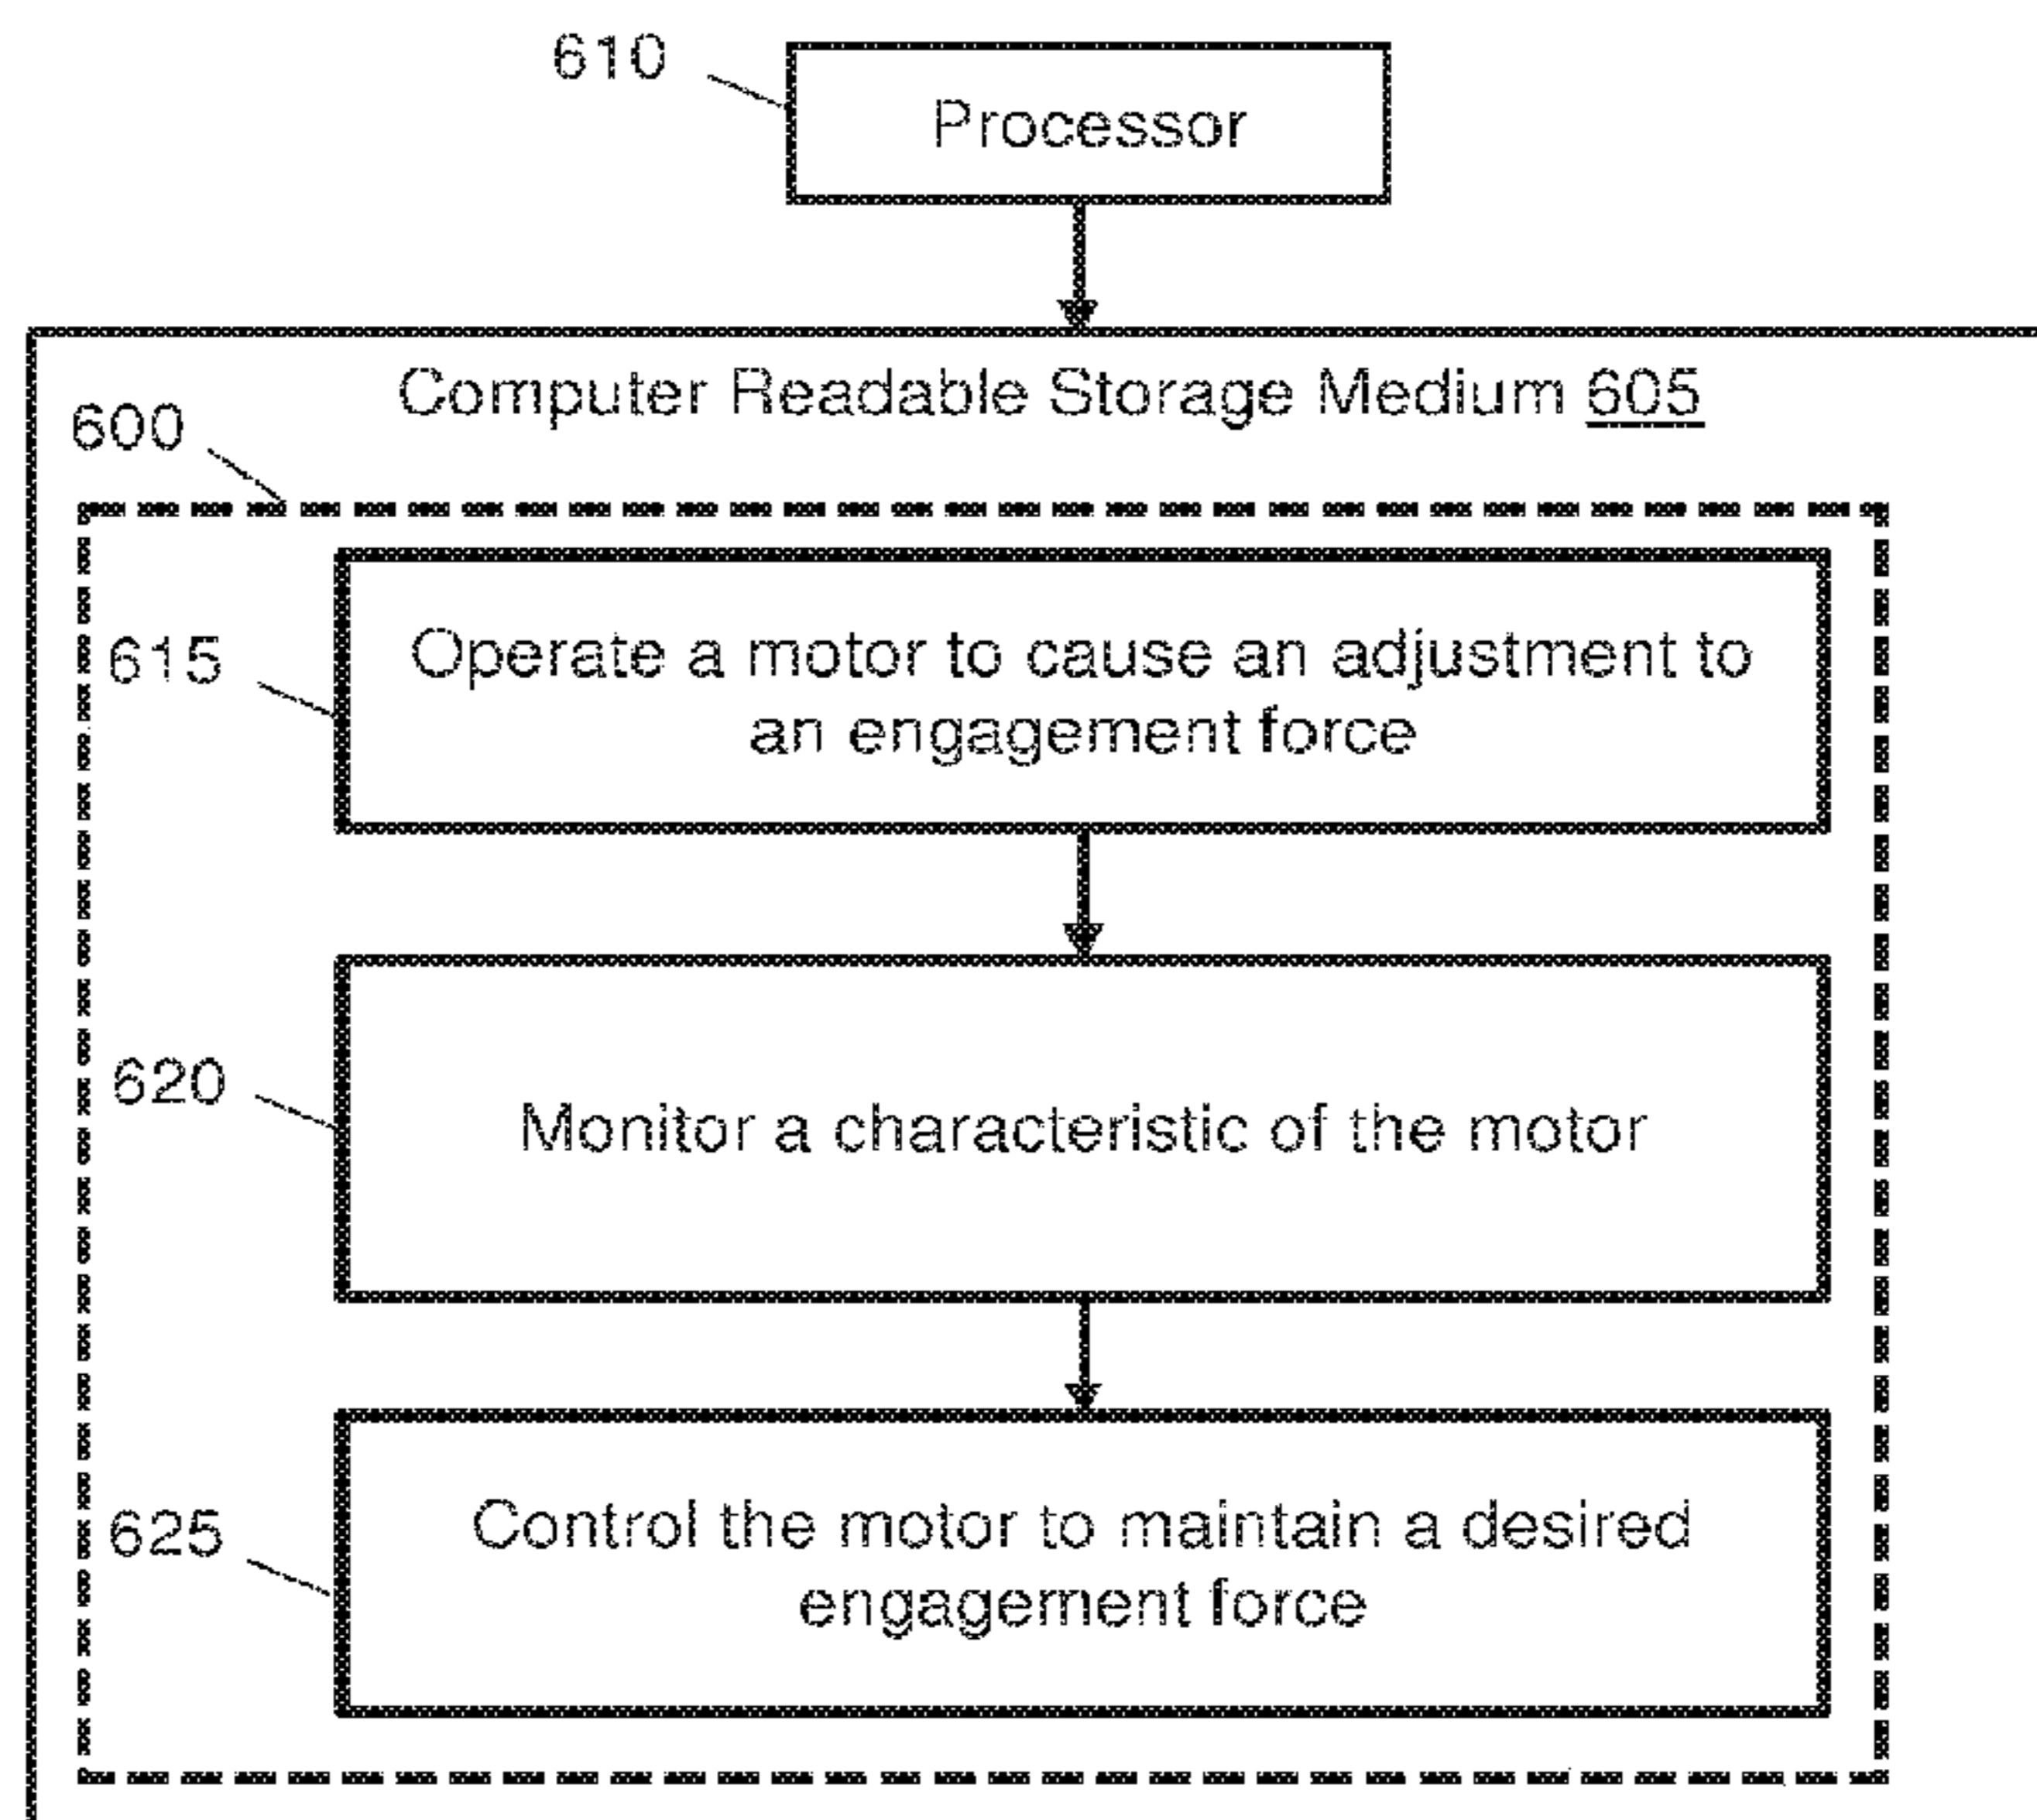 610
Processor
Computer Readable Storage Medium 605
600
615
Operate a motor to cause an adjustment to
an engagement force
620
Monitor a characteristic of the motor
625
Control the motor to maintain a desired
engagement force